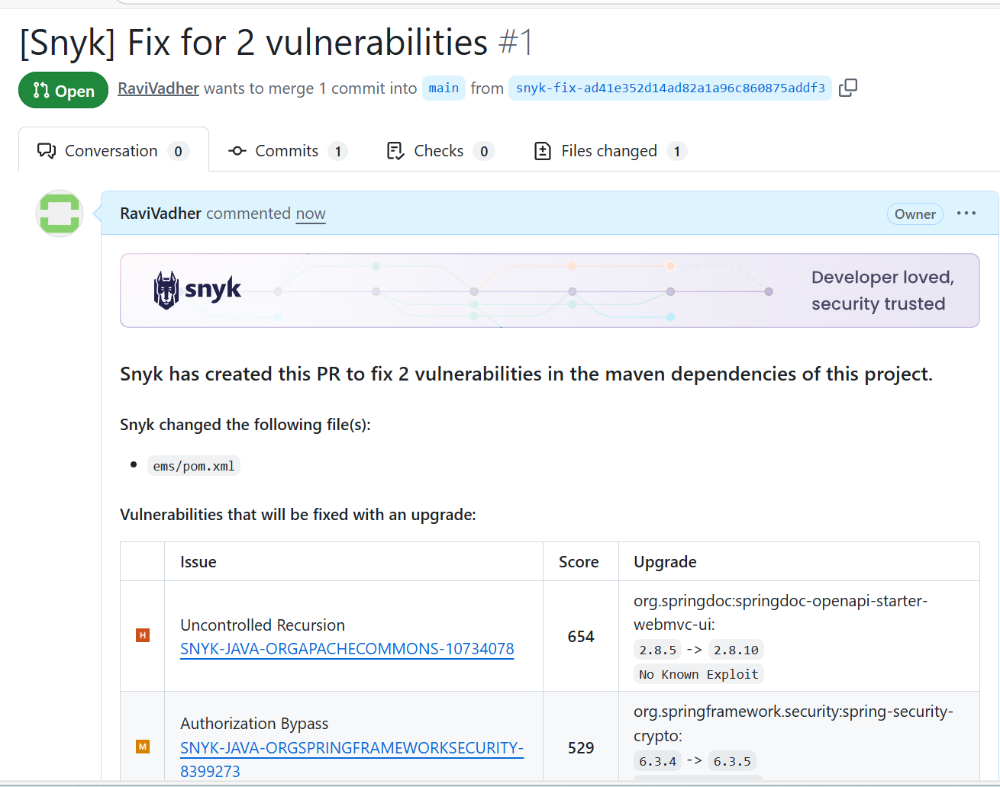 [Snyk] Fix for 2 vulnerabilities #1
Open RaviVadher wants to merge 1 commit into main from snyk-fix-ad41e352d14ad82a1a96c860875addf3
Conversation 0 Commits 1 Checks 0 Files changed 1
RaviVadher commented now Owner
snyk
Developer loved,
security trusted
Snyk has created this PR to fix 2 vulnerabilities in the maven dependencies of this project.
Snyk changed the following file(s):
ems/pom.xml
Vulnerabilities that will be fixed with an upgrade:
Issue Score Upgrade
H
Uncontrolled Recursion
SNYK-JAVA-ORGAPACHECOMMONS-10734078
654
org.springdoc:springdoc-openapi-starter-
webmvc-ui:
2.8.5 -> 2.8.10
No Known Exploit
M
Authorization Bypass
SNYK-JAVA-ORGSPRINGFRAMEWORKSECURITY-
8399273
529
org.springframework.security:spring-security-
crypto:
6.3.4 -> 6.3.5